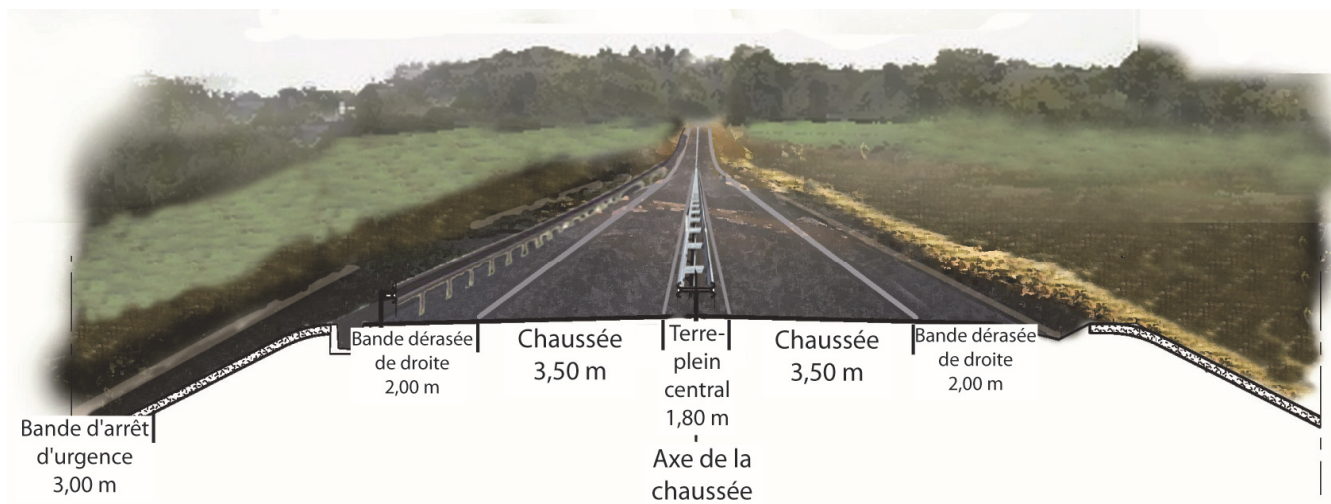 Bande d'arrêt
d'urgence
3,00 m
Bande dérasée
de droite
2,00 m
Chaussée
3,50 m
Terre-
plein
central
1,80 m
Axe de la
chaussée
Chaussée
3,50 m
Bande dérasée
de droite
2,00 m